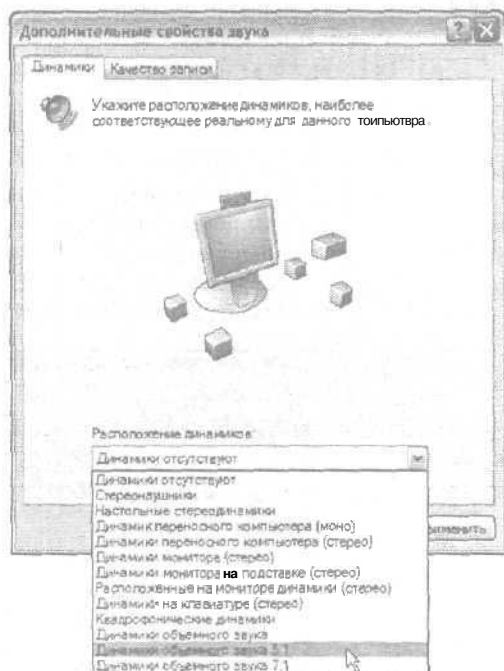 Дополнительные свойства звука
Динамики
Качество записи
Укажите расположение динамиков, наиболее
соответствующее реальному для данного тоипьютвра.
Расположение динамиков:
Динамики отсутствуют
Динамики отсутствуют
Стереонаушники
Настольные стереодинамики
Динамик переносного компьютера (моно)
Динамики переносного компьютера (стерео)
Динамики монитора (стерео)
Динамики монитора на подставке (стерео)
Расположенные на мониторе динамики (стерео)
Динамики на клавиатуре (стерео)
Квадрофонические динамики
Динамики объемного звука
Динамики объемного звука 5.1
Динамики объемного звука 7.1
рименить